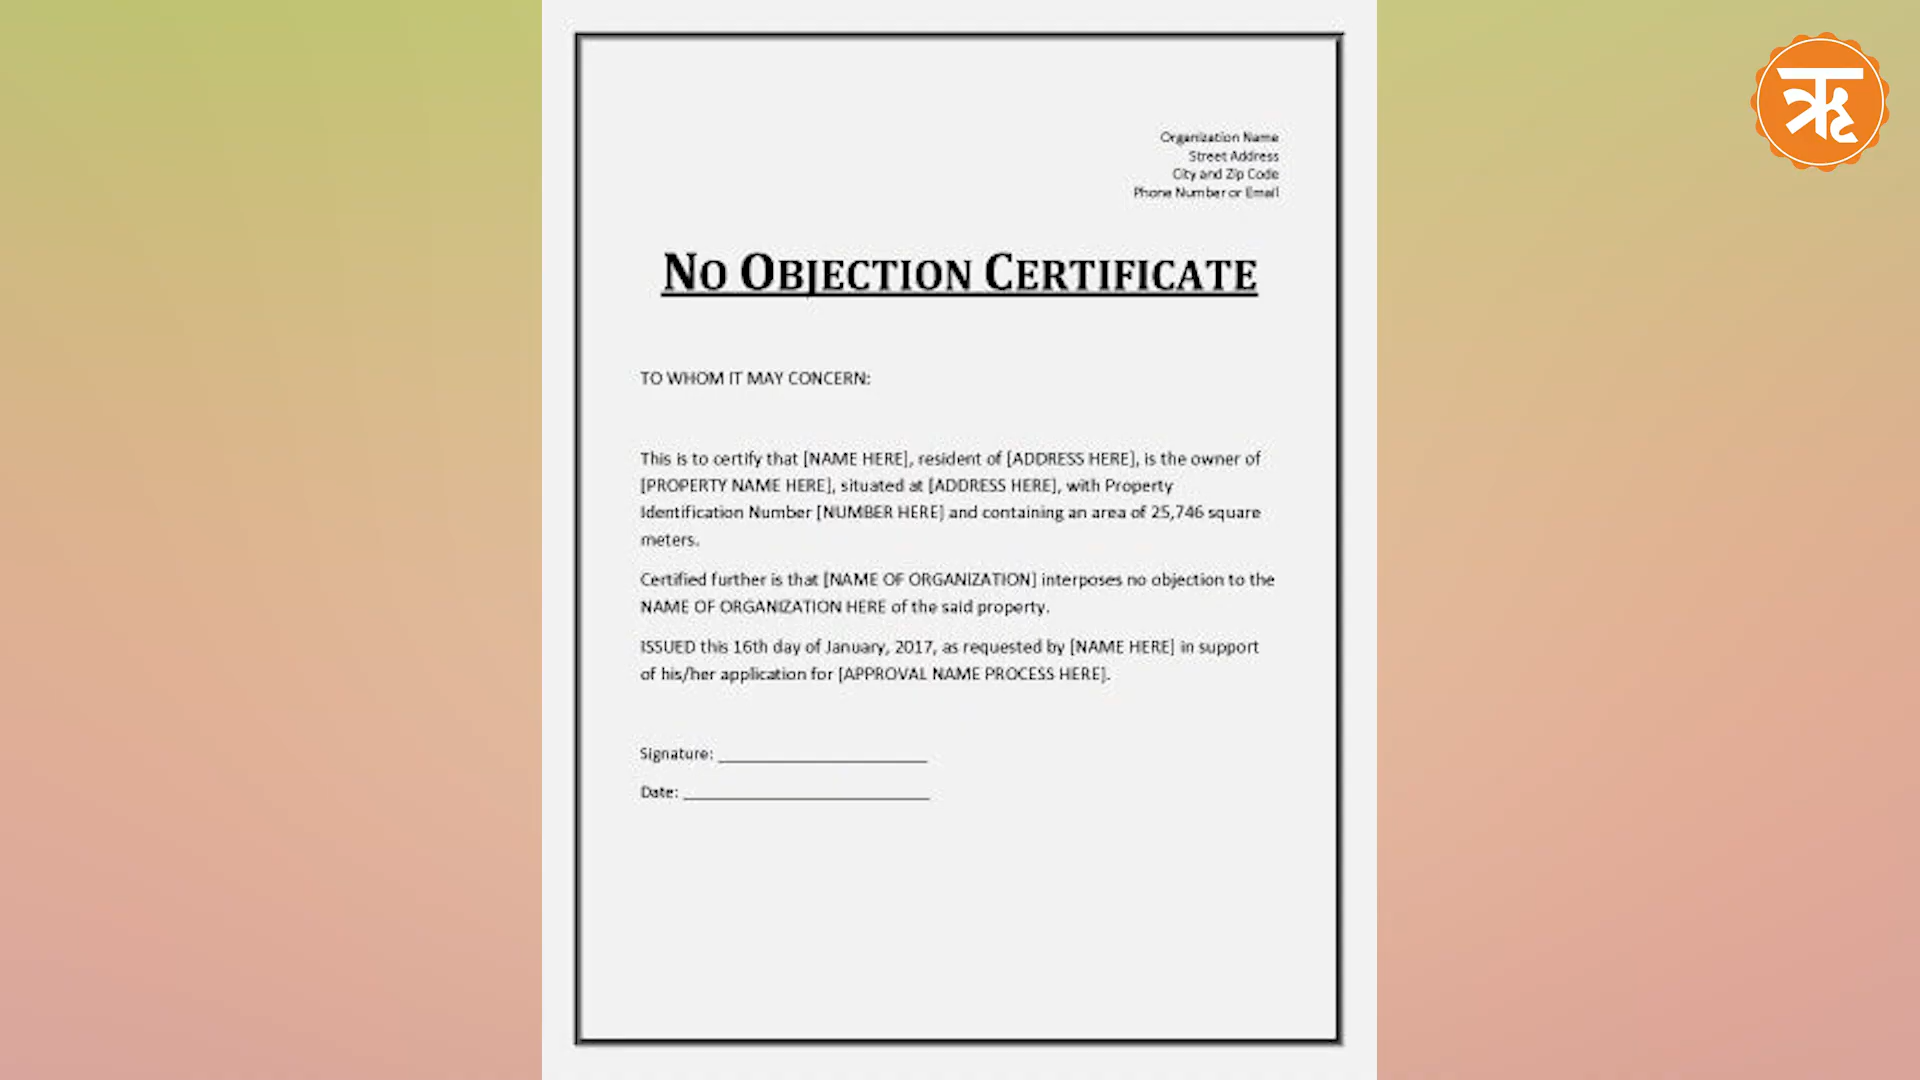 ऋ
Organization Name
Street Address
City and Zip Code
Phone Number or Email
NO OBJECTION CERTIFICATE
TO WHOM IT MAY CONCERN:
This is to certify that [NAME HERE], resident of [ADDRESS HERE], is the owner of
[PROPERTY NAME HERE], situated at [ADDRESS HERE], with Property
Identification Number [NUMBER HERE] and containing an area of 25,746 square
meters.
Certified further is that [NAME OF ORGANIZATION] interposes no objection to the
NAME OF ORGANIZATION HERE of the said property.
ISSUED this 16th day of January, 2017, as requested by [NAME HERE] in support
of his/her application for [APPROVAL NAME PROCESS HERE].
Signature: ____________________
Date: ____________________